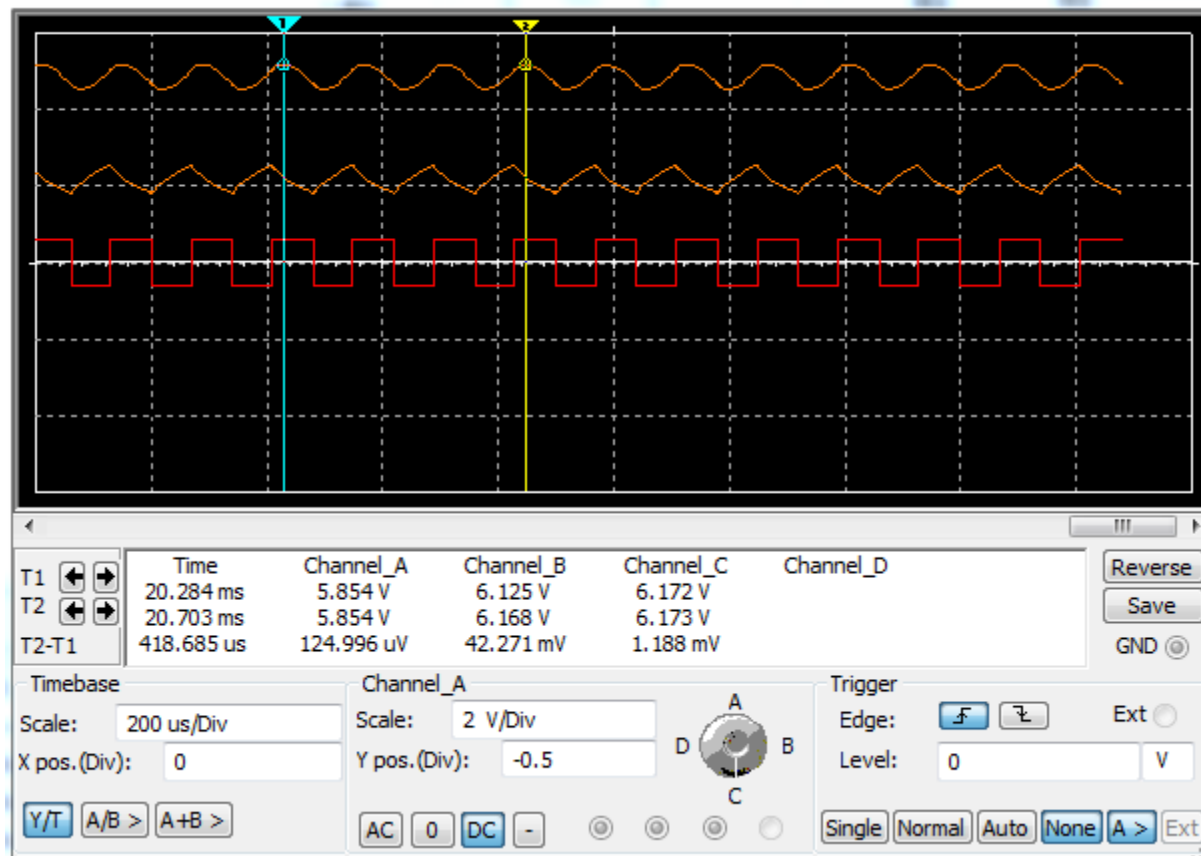 1 2
Time Channel_A Channel_B Channel_C Channel_D
T1 20.284 ms 5.854 V 6.125 V 6.172 V
T2 20.703 ms 5.854 V 6.168 V 6.173 V
T2-T1 418.685 us 124.996 uV 42.271 mV 1.188 mV
Reverse
Save
GND
Timebase
Scale: 200 us/Div
X pos.(Div): 0
Y/T A/B > A+B >
Channel_A
Scale: 2 V/Div
Y pos.(Div): -0.5
AC 0 DC -
A
D B
C
Trigger
Edge: Ext
Level: 0 V
Single Normal Auto None A > Ext